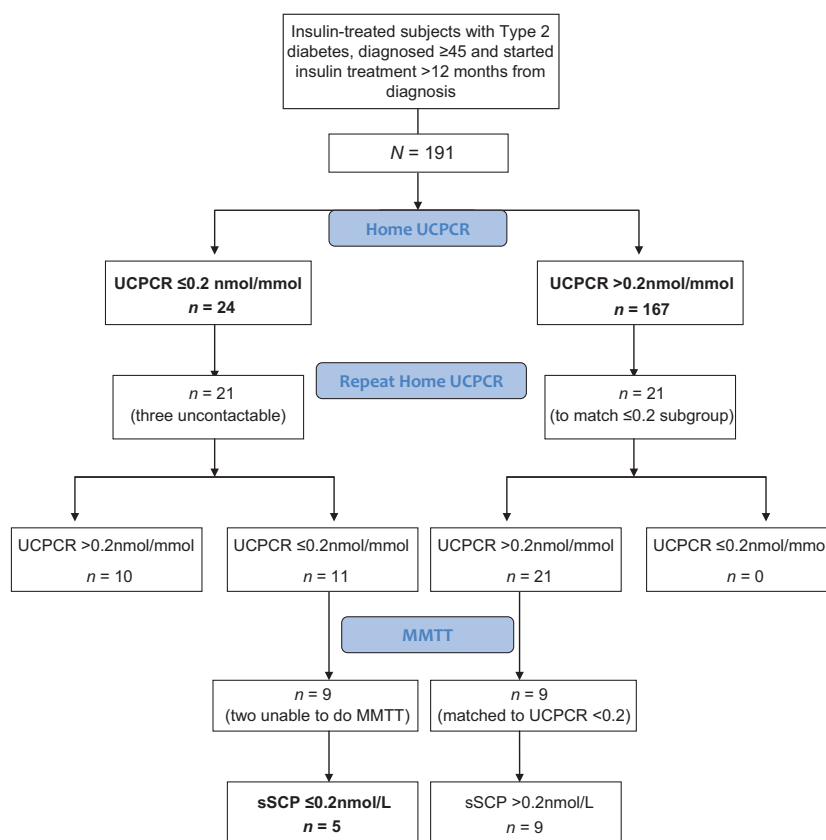 Insulin-treated subjects with Type 2
diabetes, diagnosed ≥45 and started
insulin treatment >12 months from
diagnosis
N = 191
Home UCPCR
UCPCR ≤0.2 nmol/mmol
n = 24
UCPCR >0.2nmol/mmol
n = 167
Repeat Home UCPCR
n = 21
(three uncontactable)
n = 21
(to match ≤0.2 subgroup)
UCPCR >0.2nmol/mmol
n = 10
UCPCR ≤0.2nmol/mmol
n = 11
UCPCR >0.2nmol/mmol
n = 21
UCPCR ≤0.2nmol/mmo
n = 0
MMTT
n = 9
(two unable to do MMTT)
n = 9
(matched to UCPCR <0.2)
sSCP ≤0.2nmol/L
n = 5
sSCP >0.2nmol/L
n = 9